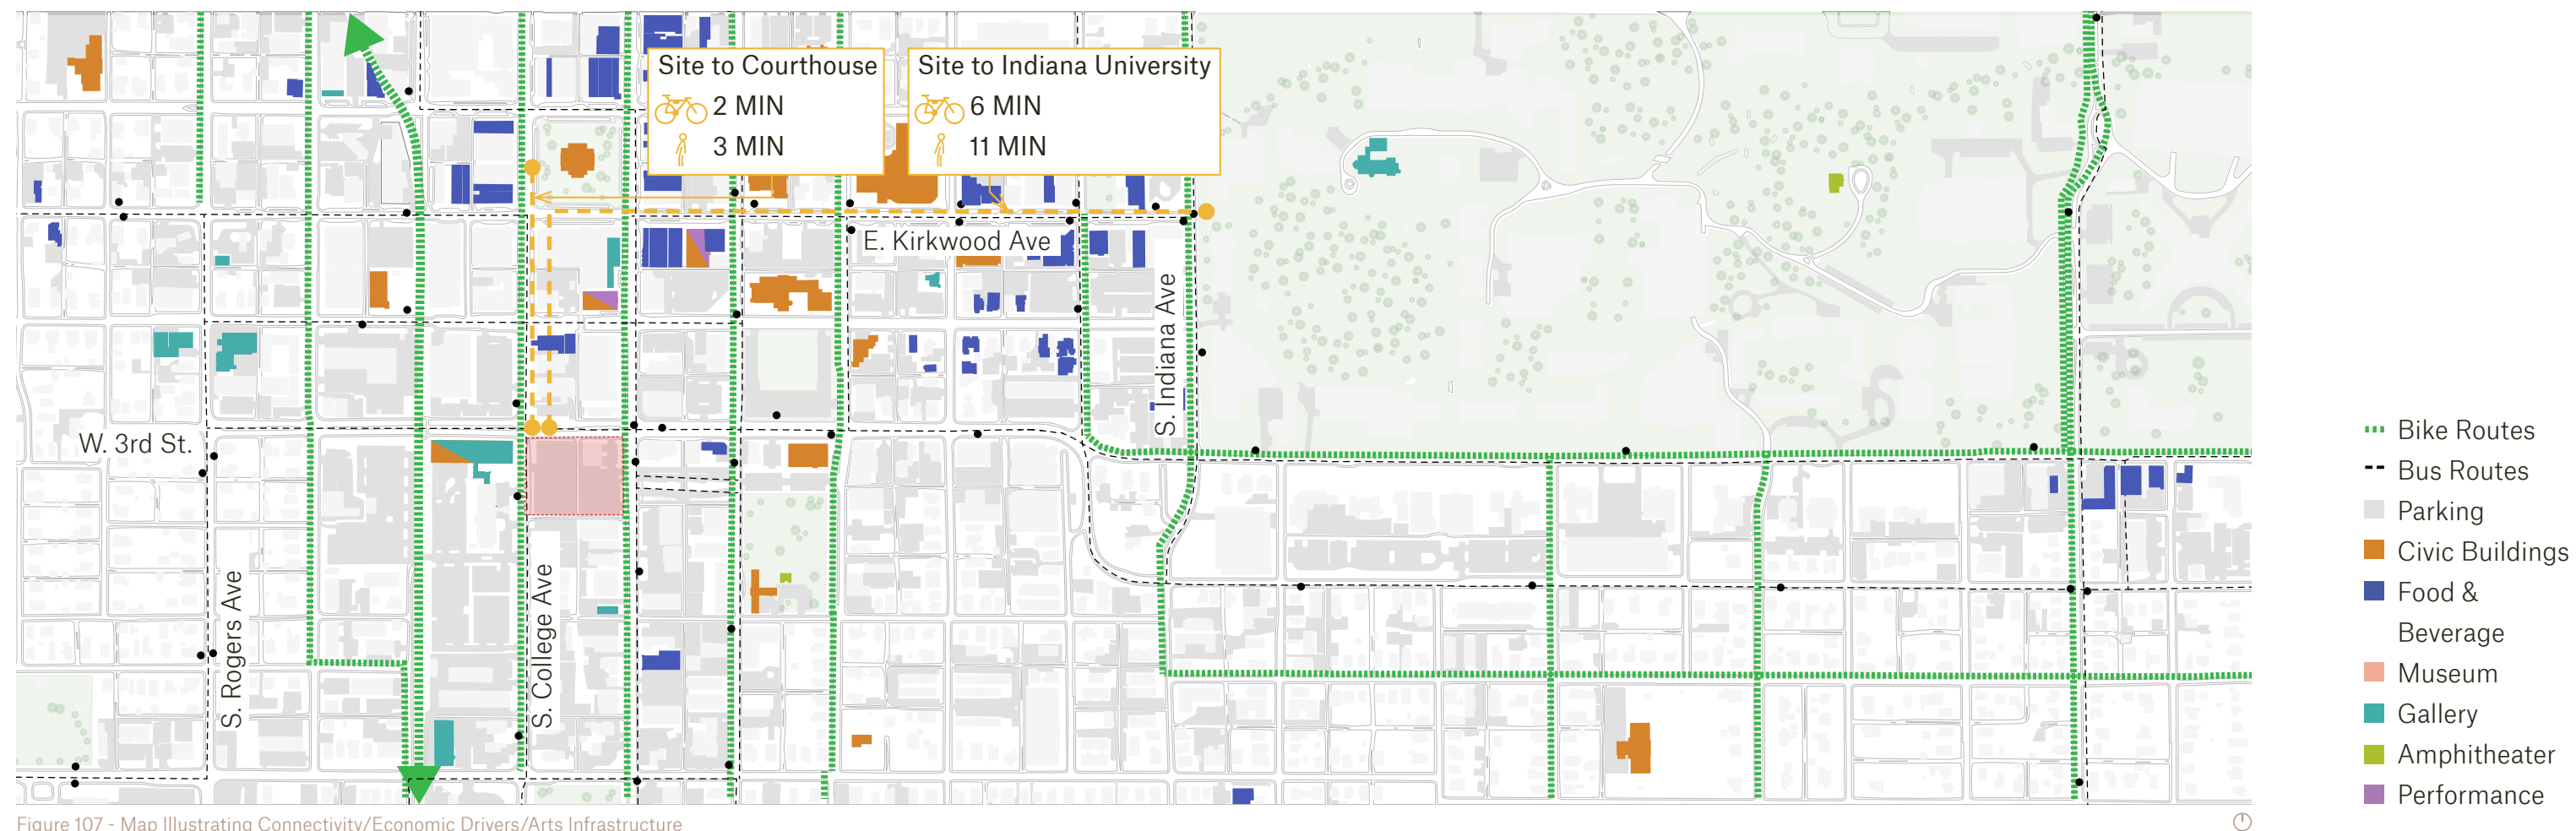 Site to Courthouse
2 MIN
3 MIN
Site to Indiana University
6 MIN
11 MIN
E. Kirkwood Ave
S. Indiana Ave
W. 3rd St.
S. Rogers Ave
S. College Ave
Bike Routes
Bus Routes
Parking
Civic Buildings
Food &
Beverage
Museum
Gallery
Amphitheater
Performance
Figure 107 - Map Illustrating Connectivity/Economic Drivers/Arts Infrastructure